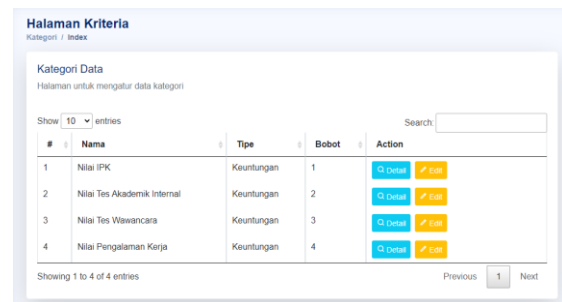 Halaman Kriteria
Kategori / Index
Kategori Data
Halaman untuk mengatur data kategori
Show 10 entries Search:
# Nama Tipe Bobot Action
1 Nilai IPK Keuntungan 1 Detail Edit
2 Nilai Tes Akademik Internal Keuntungan 2 Detail Edit
3 Nilai Tes Wawancara Keuntungan 3 Detail Edit
4 Nilai Pengalaman Kerja Keuntungan 4 Detail Edit
Showing 1 to 4 of 4 entries Previous 1 Next